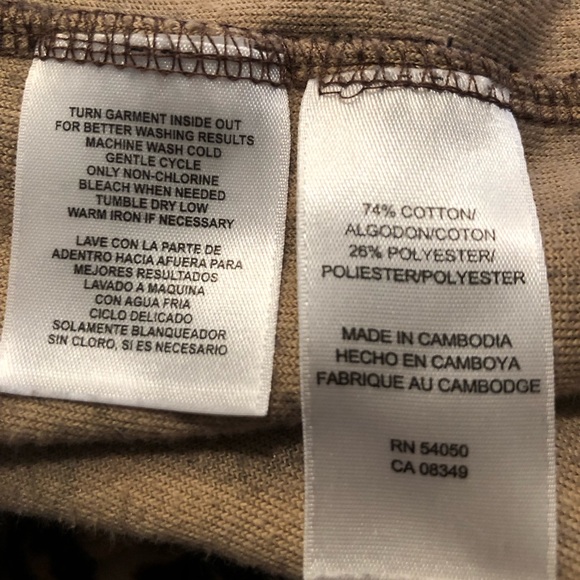 TURN GARMENT INSIDE OUT
FOR BETTER WASHING RESULTS
MACHINE WASH COLD
GENTLE CYCLE
ONLY NON-CHLORINE
BLEACH WHEN NEEDED
TUMBLE DRY LOW
WARM IRON IF NECESSARY
LAVE CON LA PARTE DE
ADENTRO HACIA AFUERA PARA
MEJORES RESULTADOS
LAVADO A MAQUINA
CON AGUA FRIA
CICLO DELICADO
SOLAMENTE BLANQUEADOR
SIN CLORO, SI ES NECESARIO
74% COTTON/
ALGODON/COTON
26% POLYESTER/
POLIESTER/POLYESTER
MADE IN CAMBODIA
HECHO EN CAMBOYA
FABRIQUE AU CAMBODGE
RN 54050
CA 08349